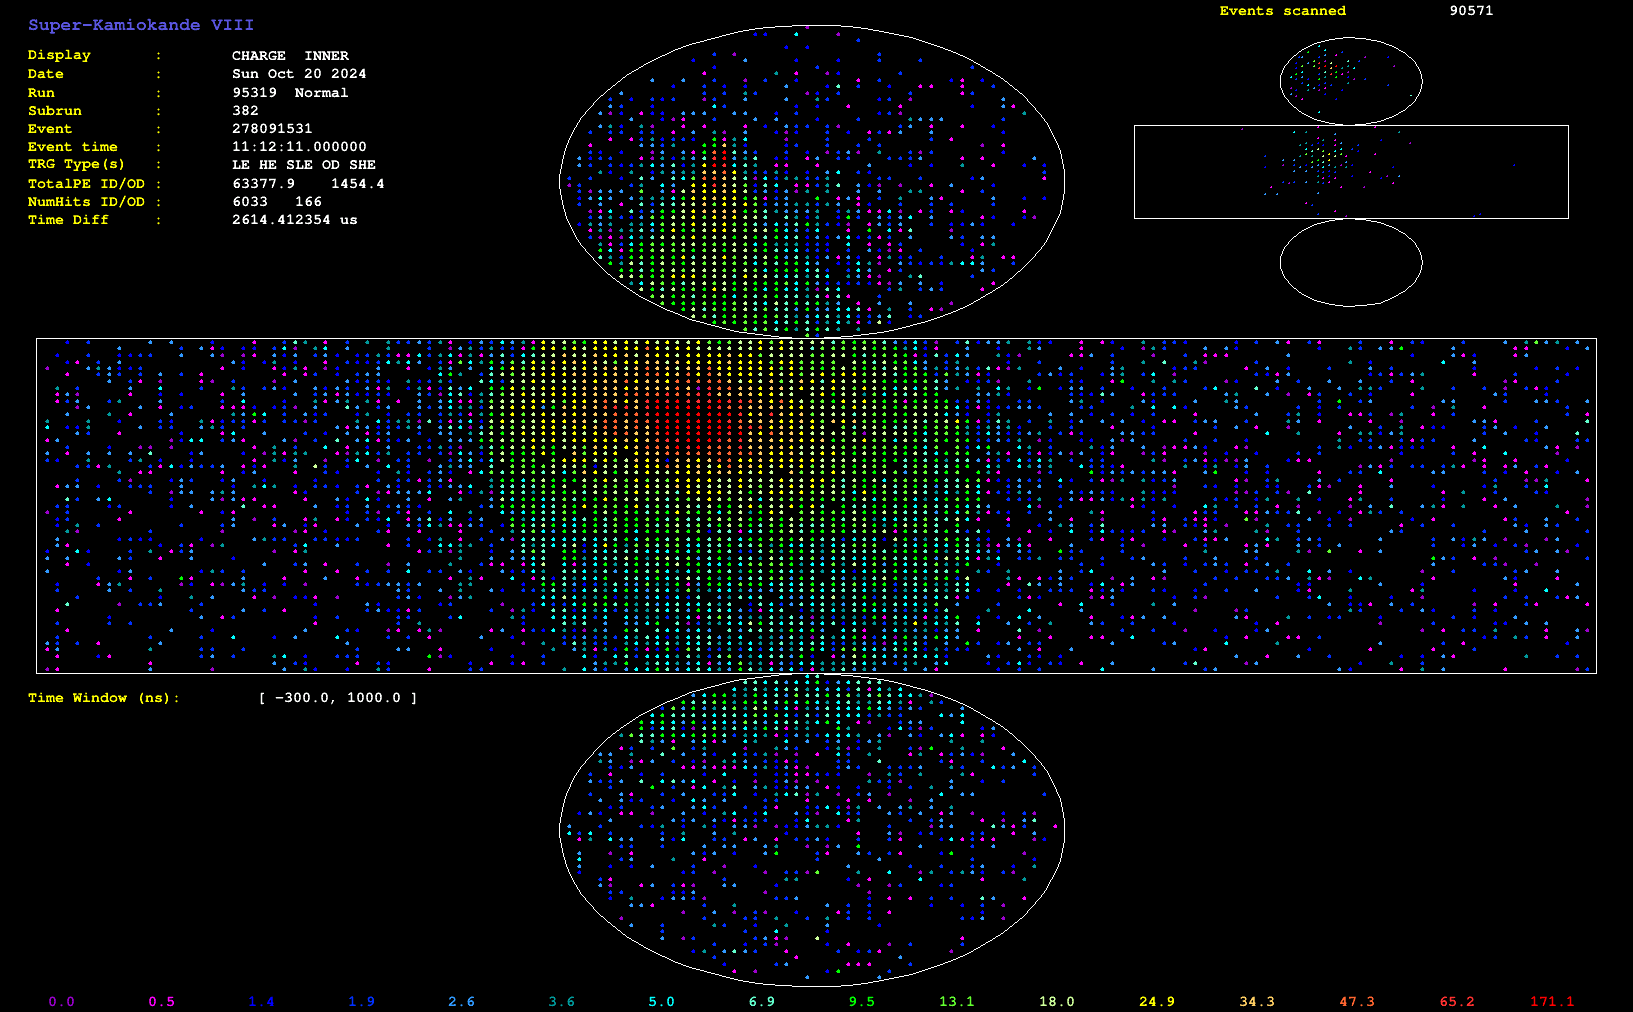 Super-Kamiokande VIII
Events scanned 90571
Display : CHARGE INNER
Date : Sun Oct 20 2024
Run : 95319 Normal
Subrun : 382
Event : 278091531
Event time : 11:12:11.000000
TRG Type(s) : LE HE SLE OD SHE
TotalPE ID/OD : 63377.9 1454.4
NumHits ID/OD : 6033 166
Time Diff : 2614.412354 us
Time Window (ns): [ −300.0, 1000.0 ]
0.0 0.5 1.4 1.9 2.6 3.6 5.0 6.9 9.5 13.1 18.0 24.9 34.3 47.3 65.2 171.1